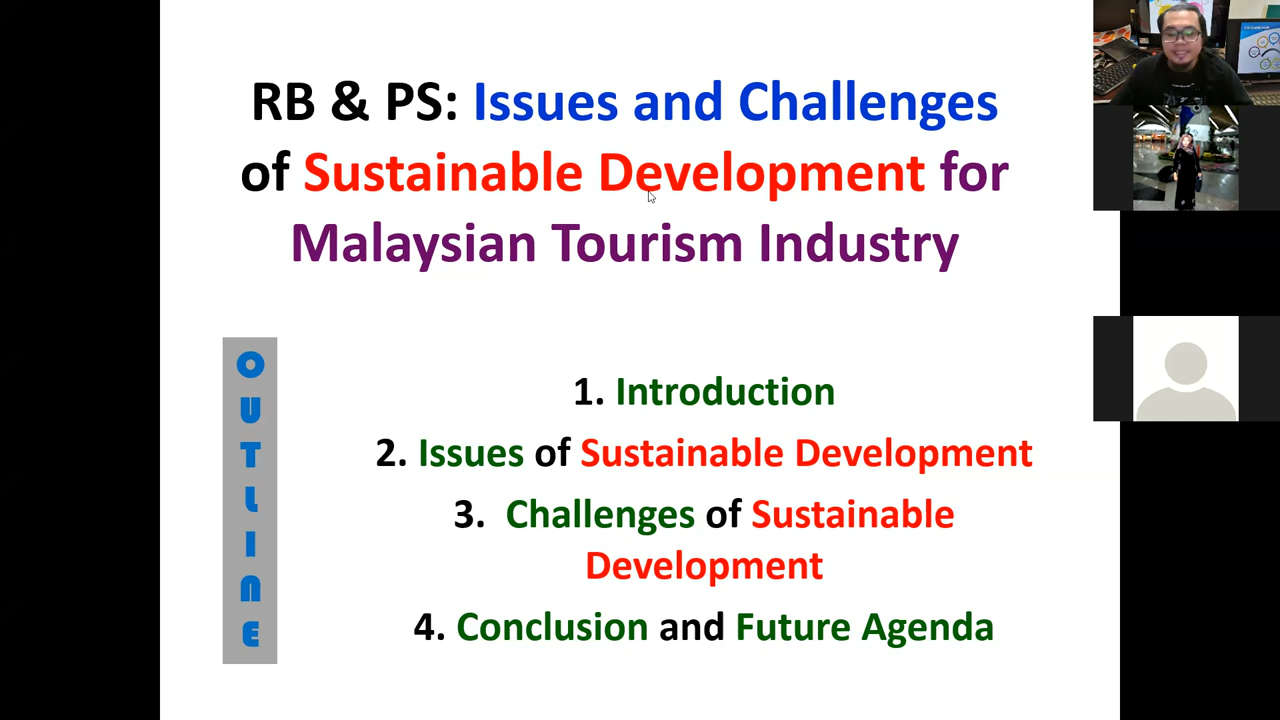 RB & PS: Issues and Challenges
of Sustainable Development for
Malaysian Tourism Industry
OUTLINE
1. Introduction
2. Issues of Sustainable Development
3. Challenges of Sustainable
Development
4. Conclusion and Future Agenda